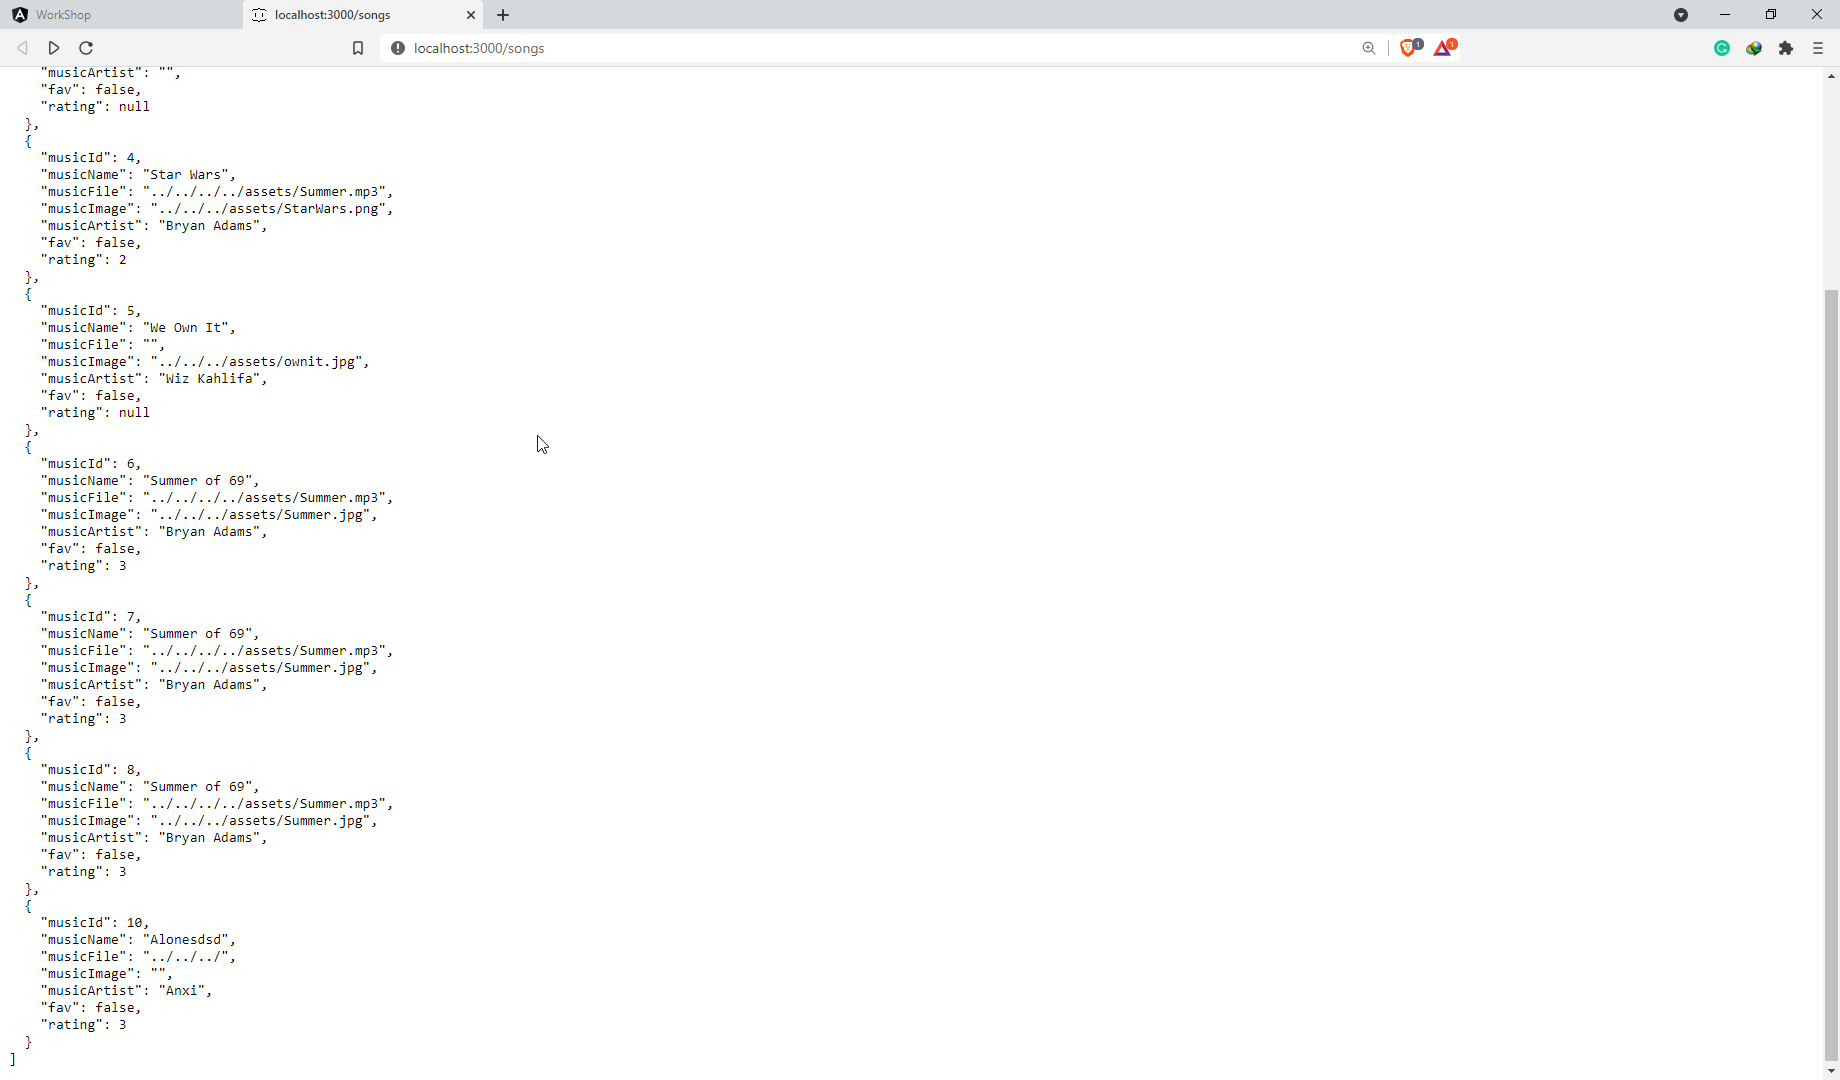 WorkShop
localhost:3000/songs
localhost:3000/songs
1
1
"musicArtist": "",
"fav": false,
"rating": null
},
{
"musicId": 4,
"musicName": "Star Wars",
"musicFile": "../../../../assets/Summer.mp3",
"musicImage": "../../../assets/StarWars.png",
"musicArtist": "Bryan Adams",
"fav": false,
"rating": 2
},
{
"musicId": 5,
"musicName": "We Own It",
"musicFile": "",
"musicImage": "../../../assets/ownit.jpg",
"musicArtist": "Wiz Kahlifa",
"fav": false,
"rating": null
},
{
"musicId": 6,
"musicName": "Summer of 69",
"musicFile": "../../../../assets/Summer.mp3",
"musicImage": "../../../assets/Summer.jpg",
"musicArtist": "Bryan Adams",
"fav": false,
"rating": 3
},
{
"musicId": 7,
"musicName": "Summer of 69",
"musicFile": "../../../../assets/Summer.mp3",
"musicImage": "../../../assets/Summer.jpg",
"musicArtist": "Bryan Adams",
"fav": false,
"rating": 3
},
{
"musicId": 8,
"musicName": "Summer of 69",
"musicFile": "../../../../assets/Summer.mp3",
"musicImage": "../../../assets/Summer.jpg",
"musicArtist": "Bryan Adams",
"fav": false,
"rating": 3
},
{
"musicId": 10,
"musicName": "Alonesdsd",
"musicFile": "../../../",
"musicImage": "",
"musicArtist": "Anxi",
"fav": false,
"rating": 3
}
]